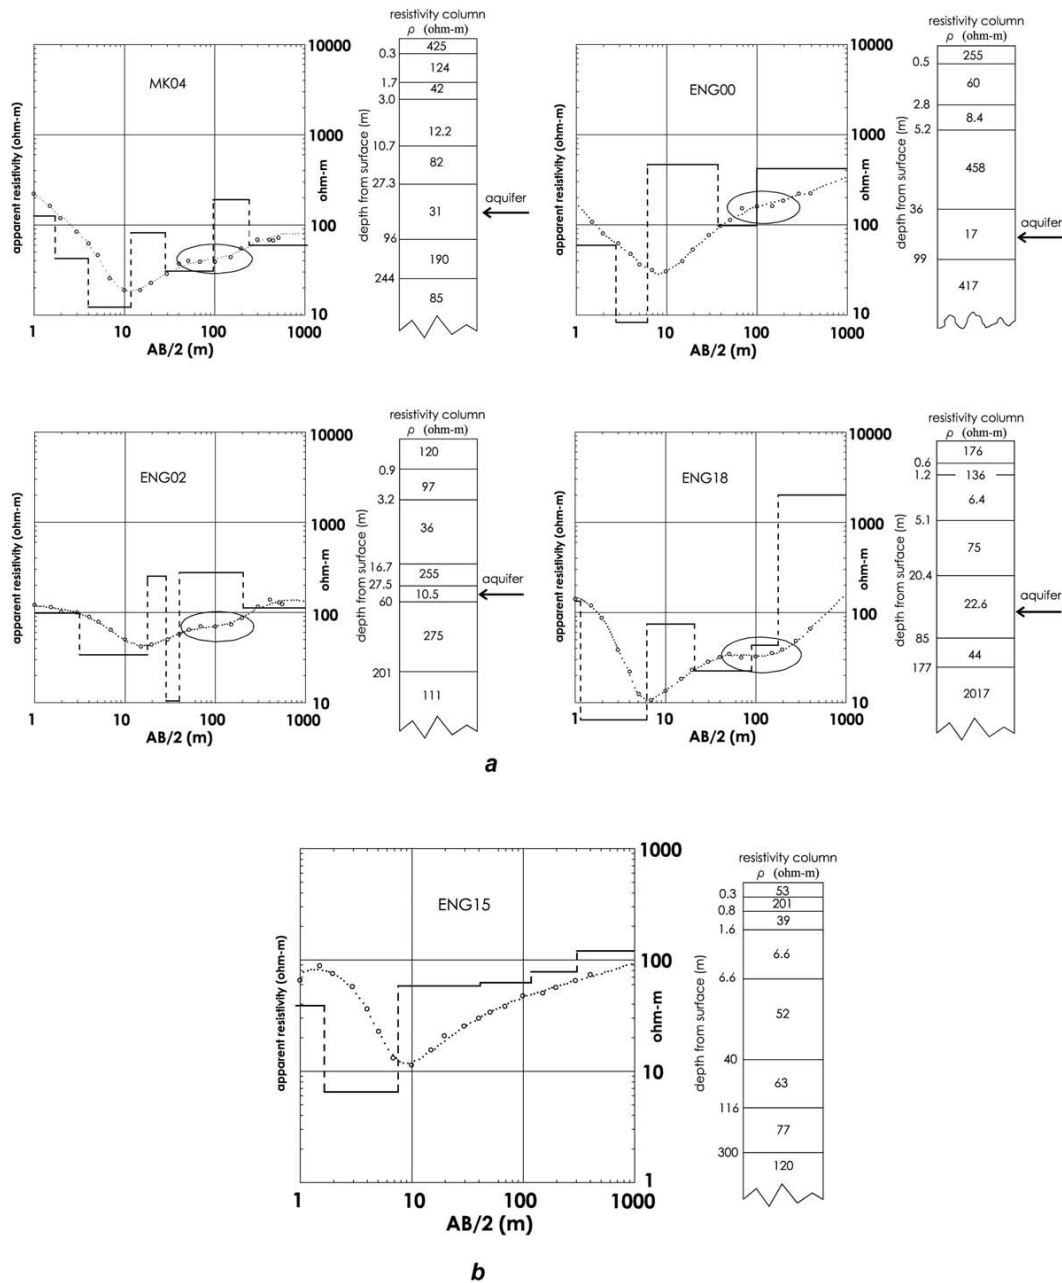 resistivity column
ρ (ohm-m)
MK04
10000
1000
100
10
ohm-m
apparent resistivity (ohm-m)
1
10
100
1000
AB/2 (m)
depth from surface (m)
425
0.3
124
1.7
42
3.0
12.2
10.7
82
27.3
31
aquifer
96
190
244
85
resistivity column
ρ (ohm-m)
ENG00
10000
1000
100
10
ohm-m
apparent resistivity (ohm-m)
1
10
100
1000
AB/2 (m)
depth from surface (m)
255
0.5
60
2.8
8.4
5.2
458
36
17
aquifer
99
417
resistivity column
ρ (ohm-m)
ENG02
10000
1000
100
10
ohm-m
apparent resistivity (ohm-m)
1
10
100
1000
AB/2 (m)
depth from surface (m)
120
0.9
97
3.2
36
16.7
255
27.5
10.5
aquifer
60
275
201
111
resistivity column
ρ (ohm-m)
ENG18
10000
1000
100
10
ohm-m
apparent resistivity (ohm-m)
1
10
100
1000
AB/2 (m)
depth from surface (m)
176
0.6
136
1.2
6.4
5.1
75
20.4
22.6
aquifer
85
44
177
2017
a
resistivity column
ρ (ohm-m)
ENG15
1000
100
10
1
ohm-m
apparent resistivity (ohm-m)
1
10
100
1000
AB/2 (m)
depth from surface (m)
53
0.3
201
0.8
39
1.6
6.6
6.6
52
40
63
116
77
300
120
b